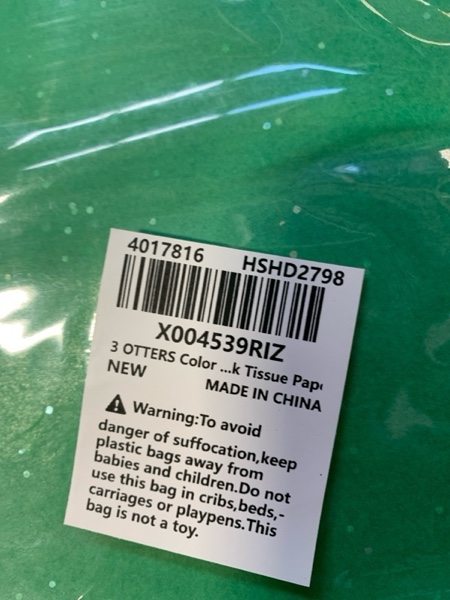 4017816 HSHD2798
X004539RIZ
3 OTTERS Color ...k Tissue Pap
NEW
MADE IN CHINA
Warning:To avoid
danger of suffocation,keep
plastic bags away from
babies and children.Do not
use this bag in cribs,beds,-
carriages or playpens.This
bag is not a toy.